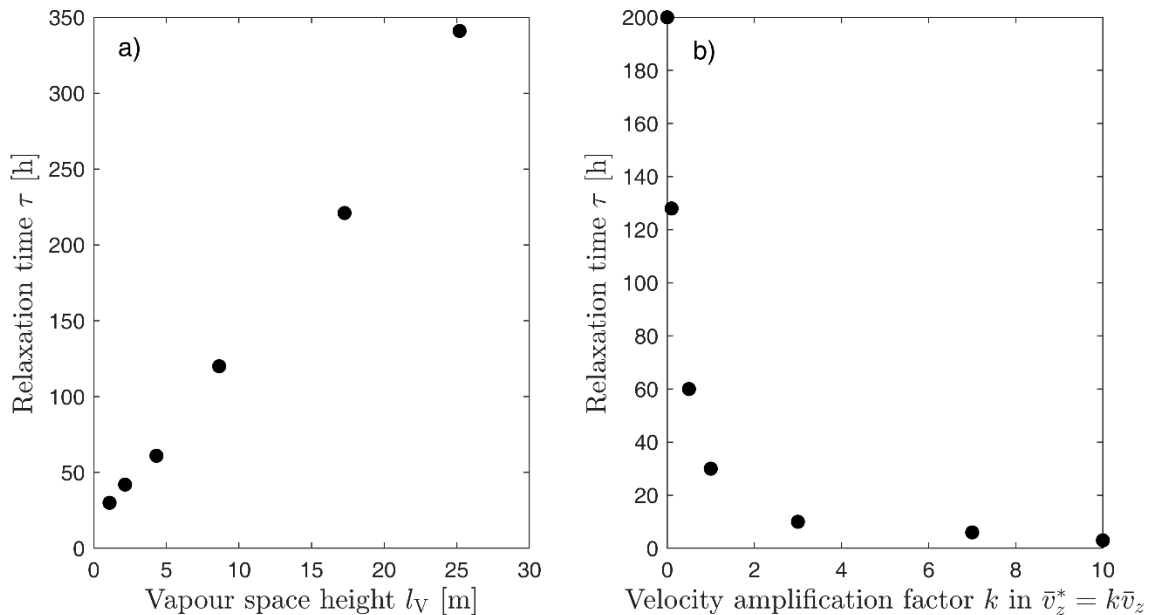 a)
350
300
250
200
150
100
50
0
Relaxation time τ [h]
0 5 10 15 20 25 30
Vapour space height l_V [m]
b)
200
180
160
140
120
100
80
60
40
20
0
Relaxation time τ [h]
0 2 4 6 8 10
Velocity amplification factor k in v̄*_z = kv̄_z